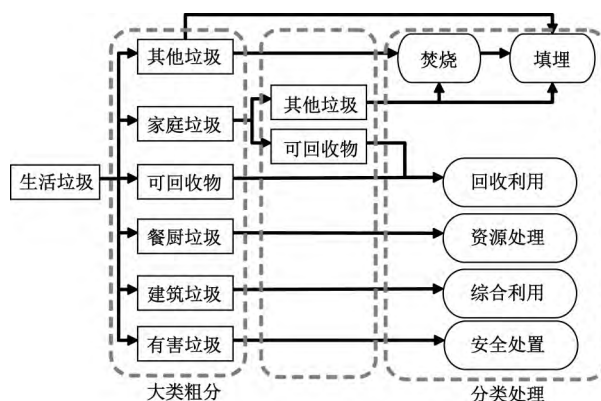 其他垃圾
焚烧
填埋
家庭垃圾
其他垃圾
可回收物
生活垃圾
可回收物
回收利用
餐厨垃圾
资源处理
建筑垃圾
综合利用
有害垃圾
安全处置
大类粗分
分类处理